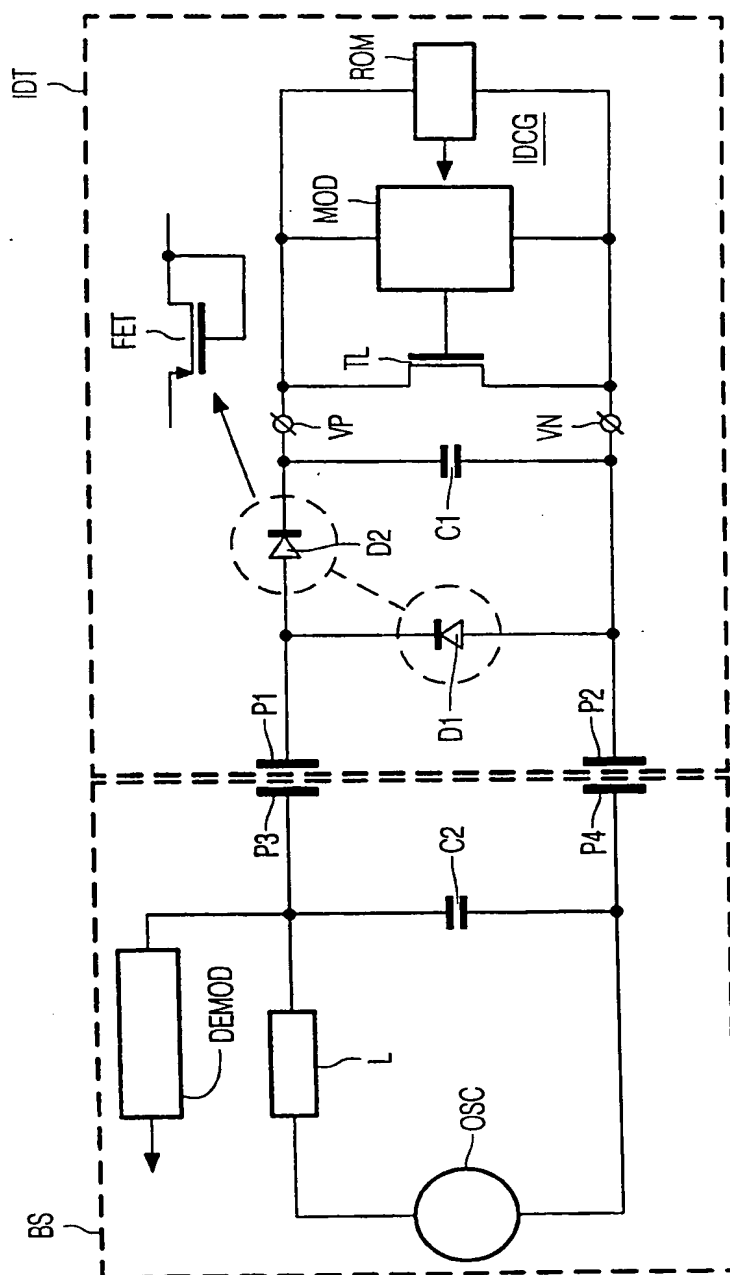 BS
DEMOD
L
OSC
C2
P3
P4
P1
P2
D1
D2
FET
C1
VP
VN
TL
MOD
ROM
IDCG
IDT